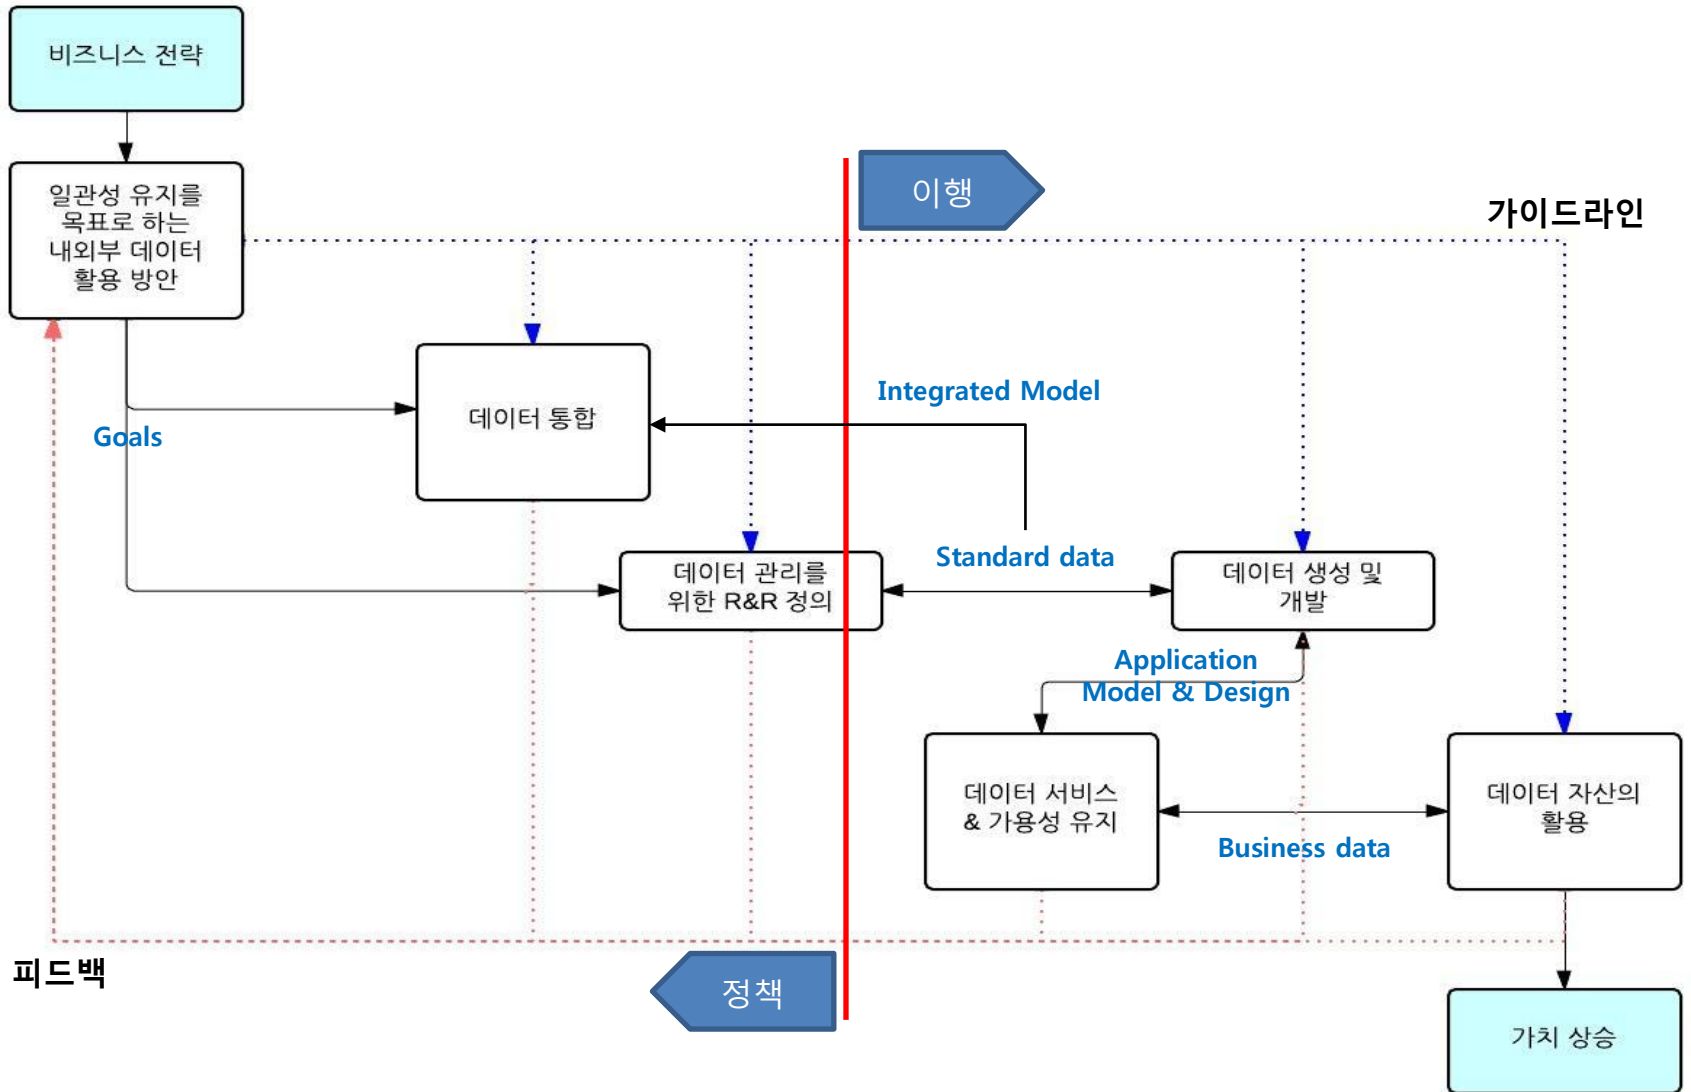 비즈니스 전략
일관성 유지를
목표로 하는
내외부 데이터
활용 방안
이행
가이드라인
데이터 통합
Integrated Model
Goals
데이터 관리를
위한 R&R 정의
Standard data
데이터 생성 및
개발
Application
Model & Design
데이터 서비스
& 가용성 유지
데이터 자산의
활용
Business data
피드백
정책
가치 상승